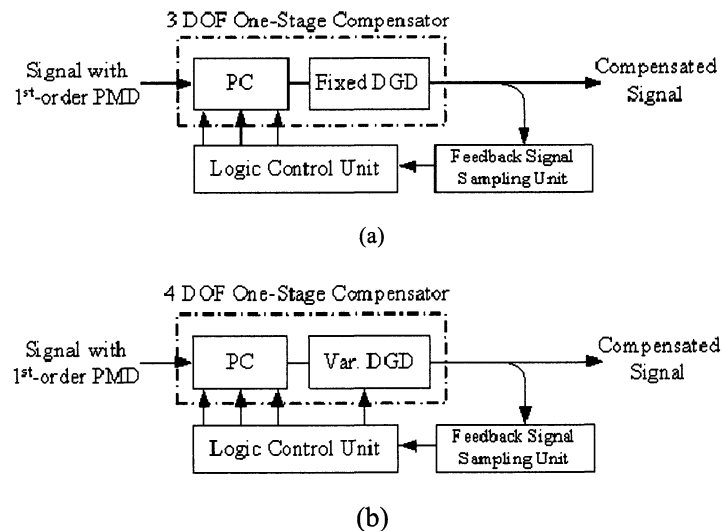 3 DOF One-Stage Compensator
Signal with
1st-order PMD
PC
Fixed DGD
Compensated
Signal
Logic Control Unit
Feedback Signal
Sampling Unit
(a)
4 DOF One-Stage Compensator
Signal with
1st-order PMD
PC
Var. DGD
Compensated
Signal
Logic Control Unit
Feedback Signal
Sampling Unit
(b)